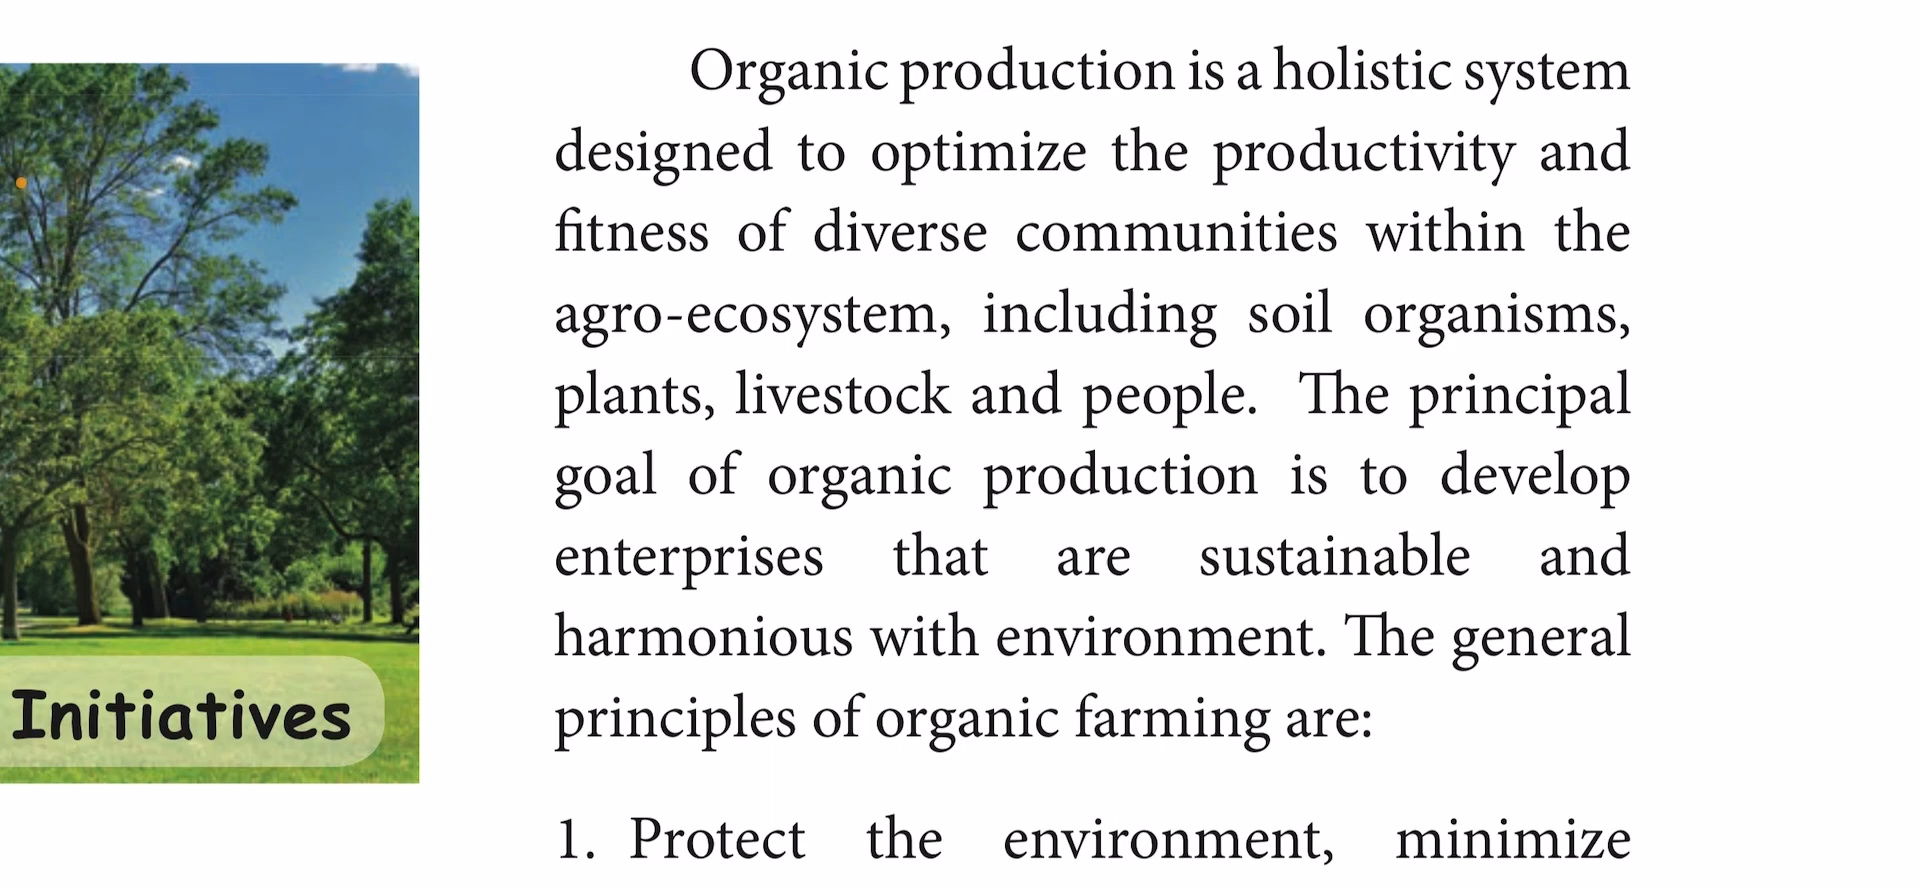 Organic production is a holistic system
designed to optimize the productivity and
fitness of diverse communities within the
agro-ecosystem, including soil organisms,
plants, livestock and people. The principal
goal of organic production is to develop
enterprises that are sustainable and
harmonious with environment. The general
principles of organic farming are:
1. Protect the environment, minimize
Initiatives